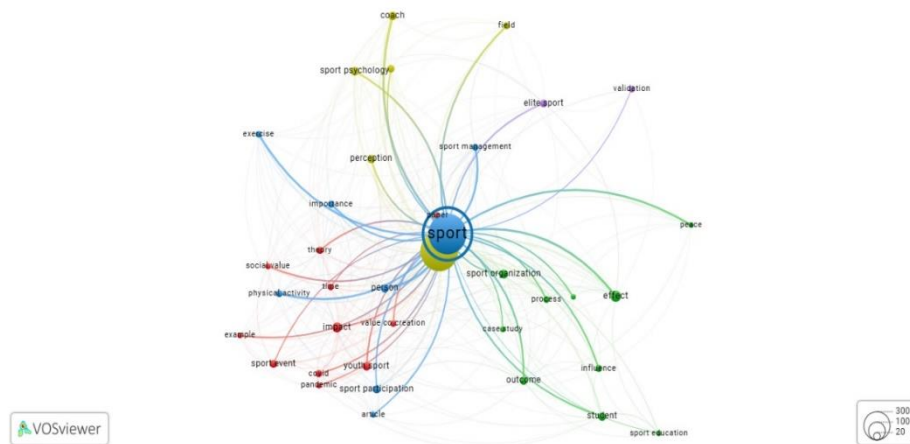 coach
field
sport psychology
validation
elite sport
exercise
sport management
perception
importance
paper
sport
peace
theory
social value
sport organization
time
person
physical activity
effect
process
value co creation
impact
case study
example
sport event
youth sport
influence
covid
pandemic
outcome
sport participation
article
student
sport education
VOSviewer
300
100
20